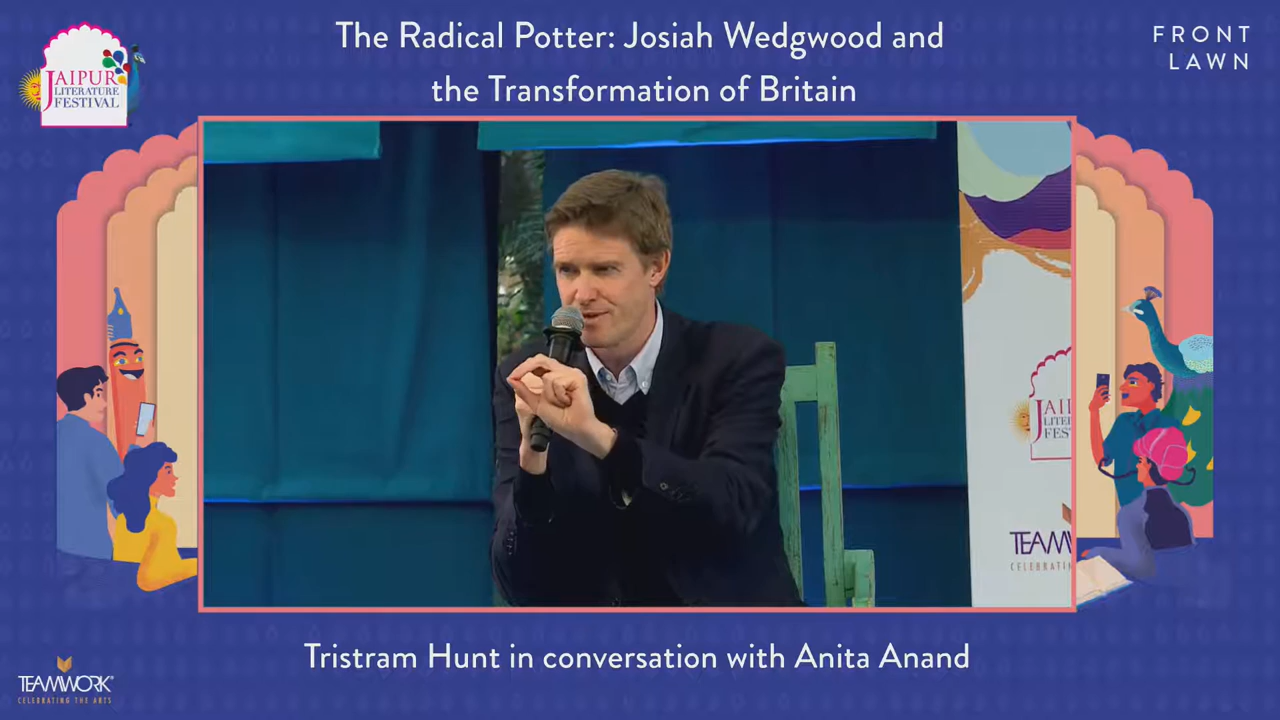 The Radical Potter: Josiah Wedgwood and
the Transformation of Britain
FRONT
LAWN
JAIPUR
LITERATURE
FESTIVAL
TEAMWORK
CELEBRATING THE ARTS
Tristram Hunt in conversation with Anita Anand